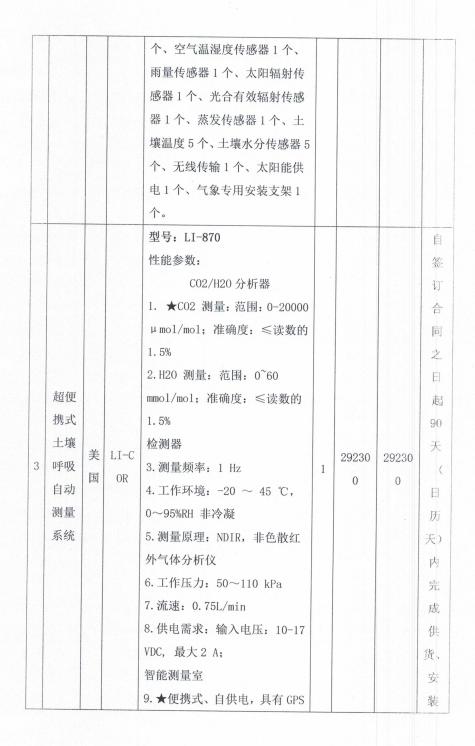 个、空气温湿度传感器1个、
雨量传感器1个、太阳辐射传
感器1个、光合有效辐射传感
器1个、蒸发传感器1个、土
壤温度5个、土壤水分传感器5
个、无线传输1个、太阳能供
电1个、气象专用安装支架1
个。
3
超便
携式
土壤
呼吸
自动
测量
系统
美
国
LI-C
OR
型号：LI-870
性能参数：
CO2/H2O分析器
1. ★CO2 测量：范围：0-20000
μmol/mol；准确度：≤读数的
1.5%
2.H2O 测量：范围：0~60
mmol/mol；准确度：≤读数的
1.5%
检测器
3.测量频率：1 Hz
4.工作环境：-20 ～ 45 ℃，
0～95%RH 非冷凝
5.测量原理：NDIR，非色散红
外气体分析仪
6.工作压力：50～110 kPa
7.流速：0.75L/min
8.供电需求：输入电压：10-17
VDC, 最大2 A；
智能测量室
9.★便携式、自供电，具有GPS
1
29230
0
29230
0
自
签
订
合
同
之
日
起
90
天
（
日
历
天）
内
完
成
供
货、
安
装